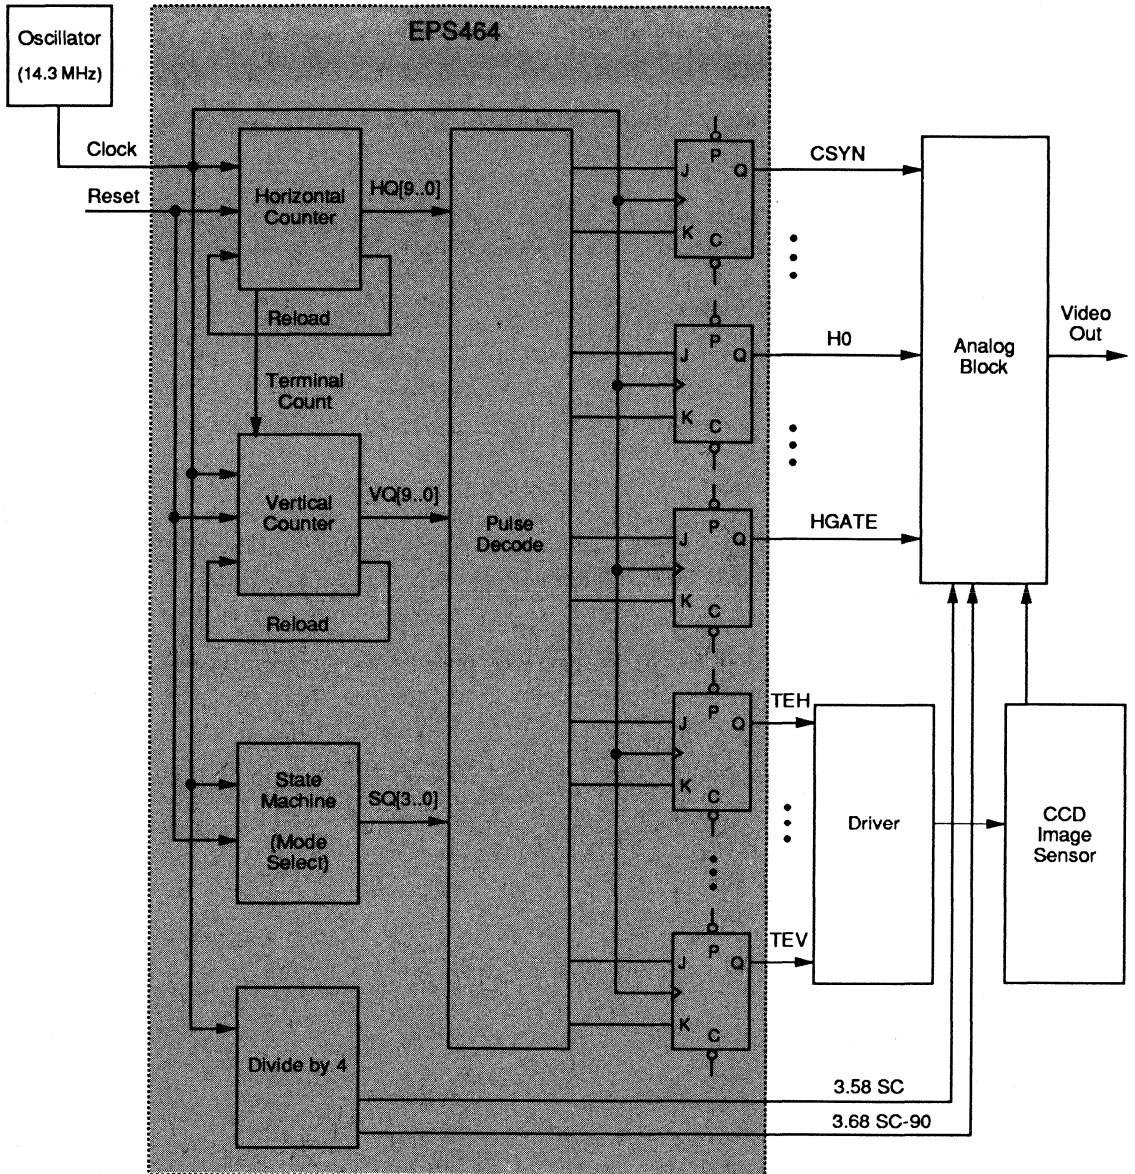 EPS464
Oscillator
(14.3 MHz)
Clock
Reset
Horizontal
Counter
HQ[9..0]
Reload
Terminal
Count
Vertical
Counter
VQ[9..0]
Reload
State
Machine
(Mode
Select)
SQ[3..0]
Divide by 4
Pulse
Decode
P
J
Q
K
C
CSYN
P
J
Q
K
C
H0
P
J
Q
K
C
HGATE
P
J
Q
K
C
TEH
P
J
Q
K
C
TEV
Analog
Block
Video
Out
Driver
CCD
Image
Sensor
3.58 SC
3.68 SC-90